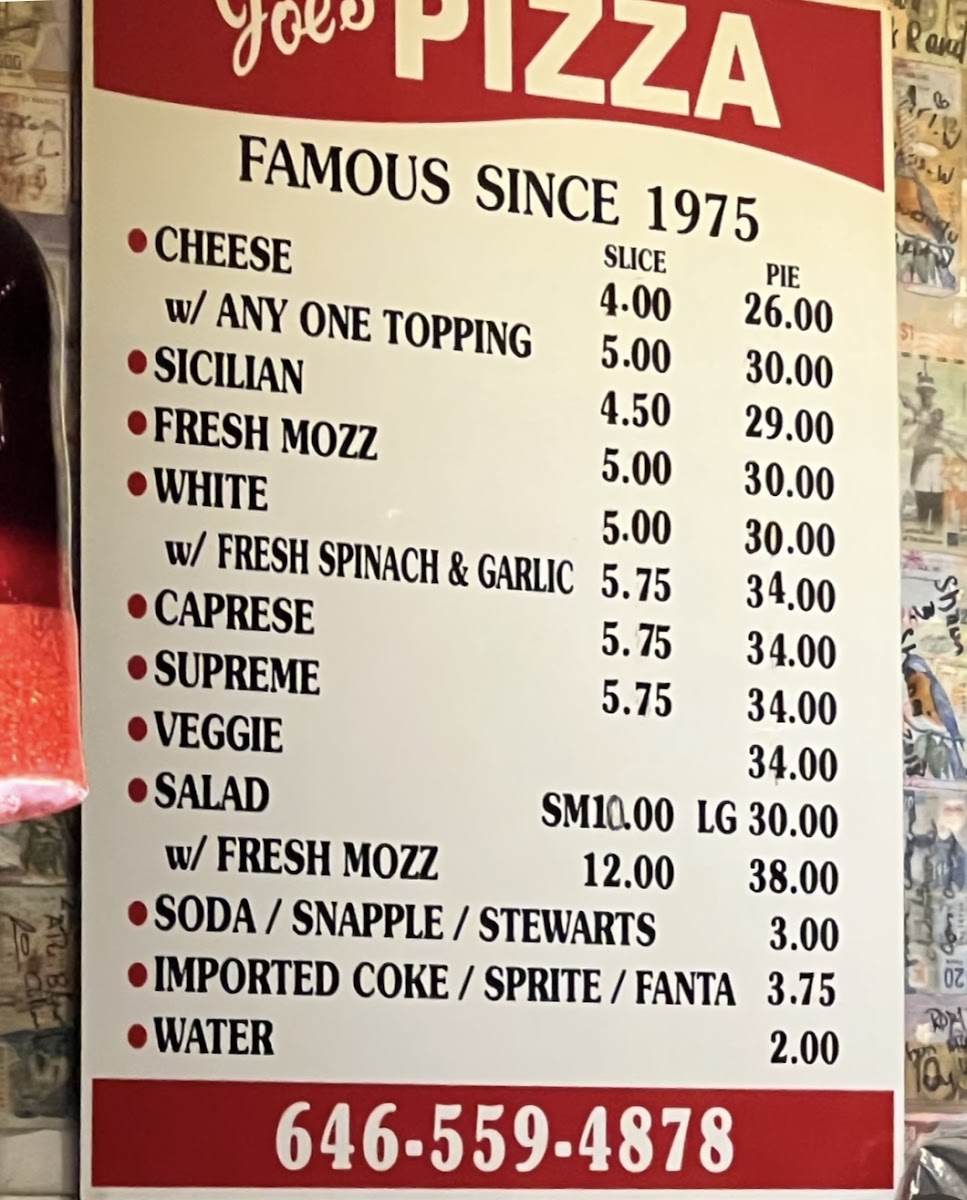 Joe's PIZZA
FAMOUS SINCE 1975
SLICE PIE
• CHEESE 4.00 26.00
w/ ANY ONE TOPPING 5.00 30.00
• SICILIAN 4.50 29.00
• FRESH MOZZ 5.00 30.00
• WHITE 5.00 30.00
w/ FRESH SPINACH & GARLIC 5.75 34.00
• CAPRESE 5.75 34.00
• SUPREME 5.75 34.00
• VEGGIE 34.00
• SALAD SM10.00 LG 30.00
w/ FRESH MOZZ 12.00 38.00
• SODA / SNAPPLE / STEWARTS 3.00
• IMPORTED COKE / SPRITE / FANTA 3.75
• WATER 2.00
646-559-4878